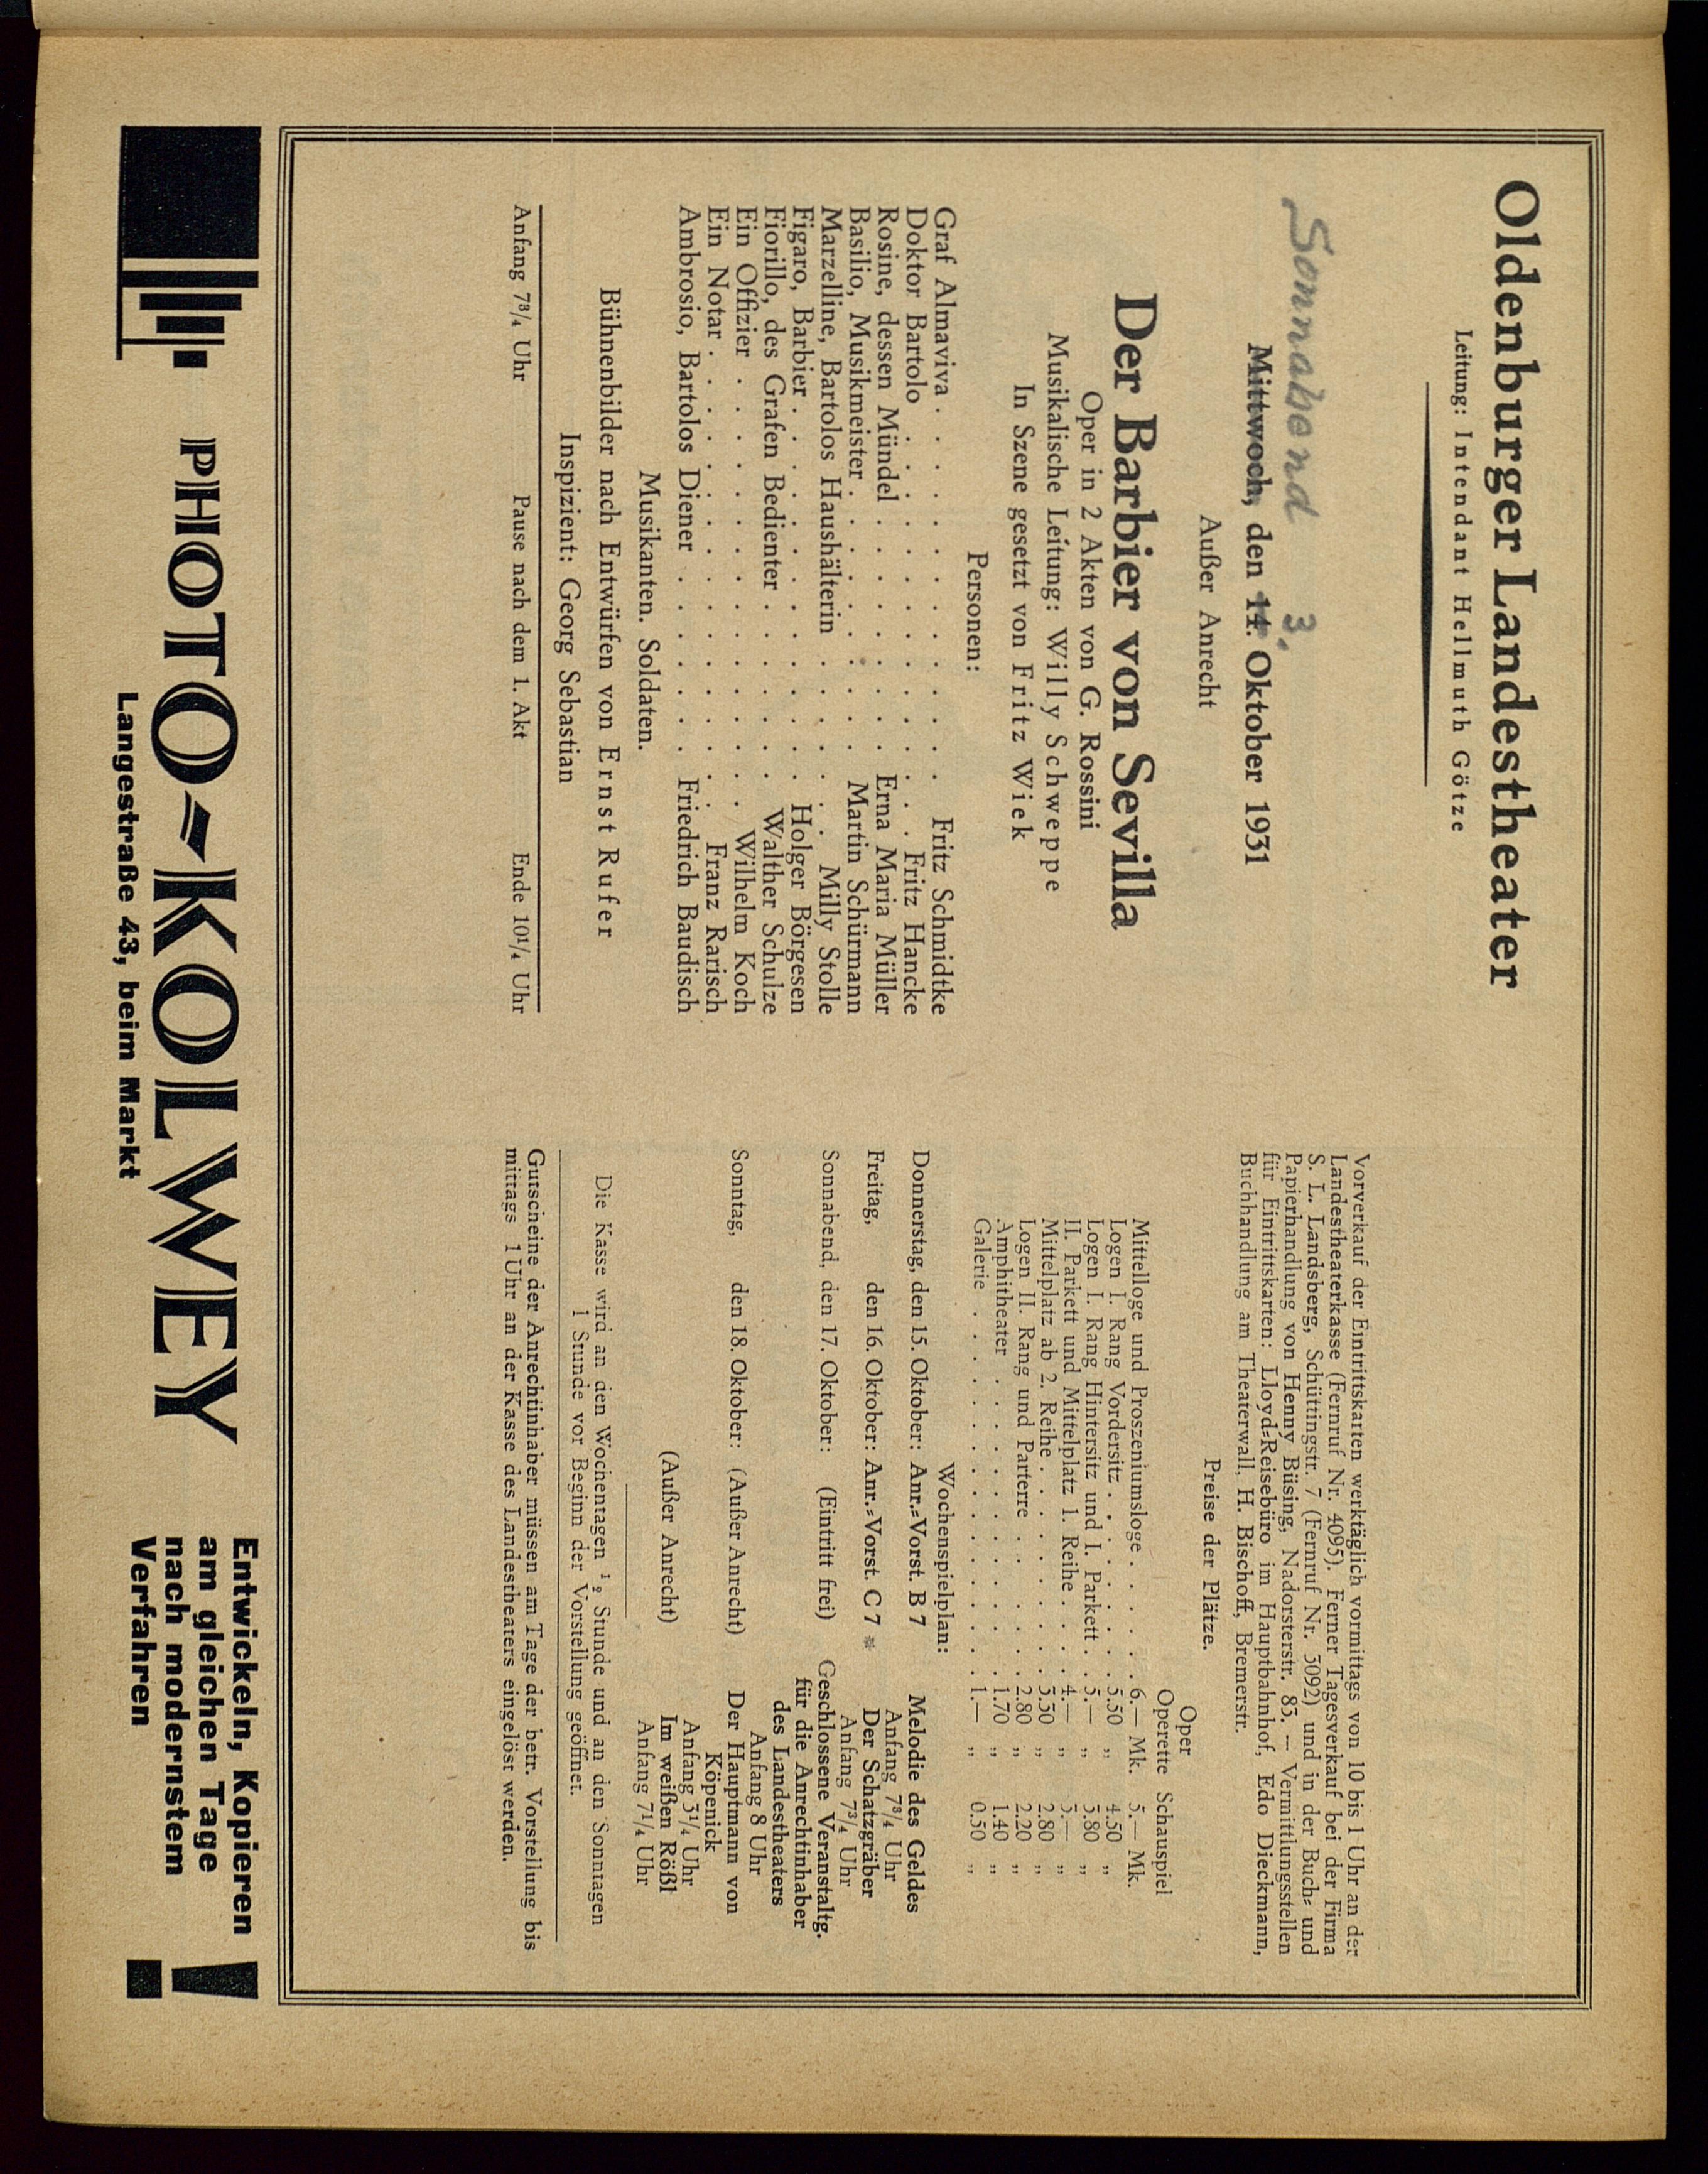 Oldenburger Landestheater
Leitung: Intendant Hellmuth Götze
Sonnabend 3.
Mittwoch, den 14. Oktober 1931
Außer Anrecht
Der Barbier von Sevilla
Oper in 2 Akten von G. Rossini
Musikalische Leitung: Willy Schweppe
In Szene gesetzt von Fritz Wiek
Personen:
Graf Almaviva . . . . . . . . . . . . Fritz Schmidtke
Doktor Bartolo . . . . . . . . . . . . Fritz Hancke
Rosine, dessen Mündel . . . . . . . . Erna Maria Müller
Basilio, Musikmeister . . . . . . . . Martin Schürmann
Marzelline, Bartolos Haushälterin . . . . . . Milly Stolle
Figaro, Barbier . . . . . . . . . . . Holger Börgesen
Fiorillo, des Grafen Bedienter . . . . . . Walther Schulze
Ein Offizier . . . . . . . . . . . . Wilhelm Koch
Ein Notar . . . . . . . . . . . . . Franz Rarisch
Ambrosio, Bartolos Diener . . . . . . Friedrich Baudisch
Musikanten. Soldaten.
Bühnenbilder nach Entwürfen von Ernst Rufer
Inspizient: Georg Sebastian
Anfang 7¾ Uhr Pause nach dem 1. Akt Ende 10¼ Uhr
Vorverkauf der Eintrittskarten werktäglich vormittags von 10 bis 1 Uhr an der
Landestheaterkasse (Fernruf Nr. 4095). Ferner Tagesverkauf bei der Firma
S. L. Landsberg, Schüttingstr. 7 (Fernruf Nr. 3092) und in der Buch- und
Papierhandlung von Henny Büsing, Nadorsterstr. 83. — Vermittlungsstellen
für Eintrittskarten: Lloyd-Reisebüro im Hauptbahnhof, Edo Dieckmann,
Buchhandlung am Theaterwall, H. Bischoff, Bremerstr.
Preise der Plätze.
Oper
Operette Schauspiel
Mittelloge und Proszeniumsloge . . . . . 6.— Mk. 5.— Mk.
Logen I. Rang Vordersitz . . . . . . . 5.50 „ 4.50 „
Logen I. Rang Hintersitz und I. Parkett . . 5.— „ 3.80 „
II. Parkett und Mittelplatz 1. Reihe . . . . 4.— „ 3.— „
Mittelplatz ab 2. Reihe . . . . . . . . 3.50 „ 2.80 „
Logen II. Rang und Parterre . . . . . . 2.80 „ 2.20 „
Amphitheater . . . . . . . . . . . 1.70 „ 1.40 „
Galerie . . . . . . . . . . . . . 1.— „ 0.50 „
Wochenspielplan:
Donnerstag, den 15. Oktober: Anr.-Vorst. B 7 Melodie des Geldes
Anfang 7¾ Uhr
Freitag, den 16. Oktober: Anr.-Vorst. C 7 * Der Schatzgräber
Anfang 7¾ Uhr
Sonnabend, den 17. Oktober: (Eintritt frei) Geschlossene Veranstaltg.
für die Anrechtinhaber
des Landestheaters
Anfang 8 Uhr
Sonntag, den 18. Oktober: (Außer Anrecht) Der Hauptmann von
Köpenick
Anfang 3¼ Uhr
(Außer Anrecht) Im weißen Rößl
Anfang 7¼ Uhr
Die Kasse wird an den Wochentagen ½ Stunde und an den Sonntagen
1 Stunde vor Beginn der Vorstellung geöffnet.
Gutscheine der Anrechtinhaber müssen am Tage der betr. Vorstellung bis
mittags 1 Uhr an der Kasse des Landestheaters eingelöst werden.
PHOTO-KOLWEY
Langestraße 43, beim Markt
Entwickeln, Kopieren
am gleichen Tage
nach modernstem
Verfahren !